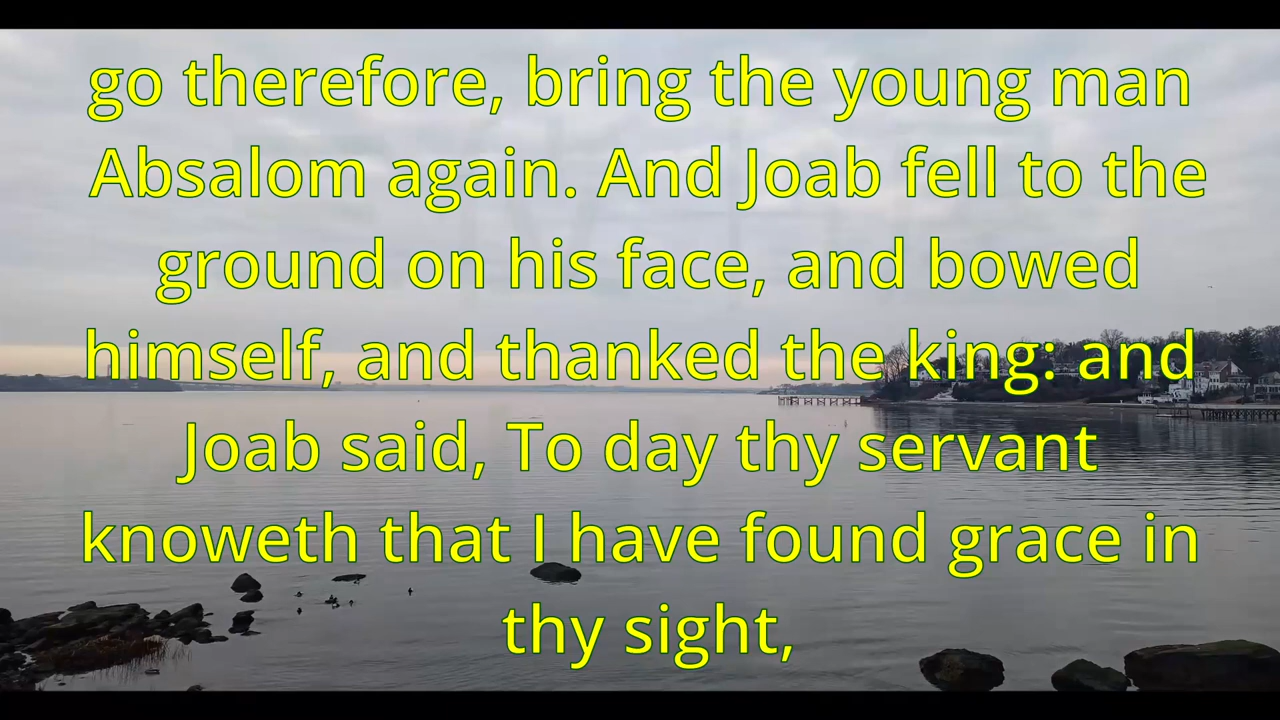 go therefore, bring the young man
Absalom again. And Joab fell to the
ground on his face, and bowed
himself, and thanked the king: and
Joab said, To day thy servant
knoweth that I have found grace in
thy sight,